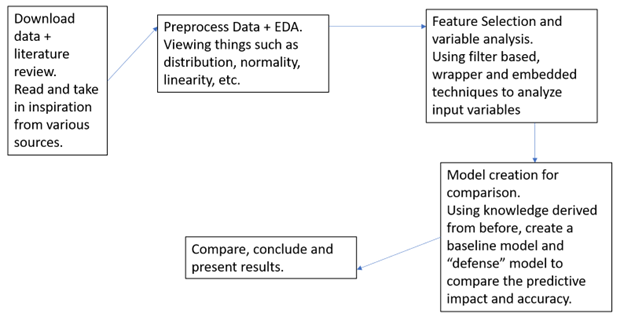 Download
data +
literature
review.
Read and take
in inspiration
from various
sources.
Preprocess Data + EDA.
Viewing things such as
distribution, normality,
linearity, etc.
Feature Selection and
variable analysis.
Using filter based,
wrapper and embedded
techniques to analyze
input variables
Model creation for
comparison.
Using knowledge derived
from before, create a
baseline model and
“defense” model to
compare the predictive
impact and accuracy.
Compare, conclude and
present results.